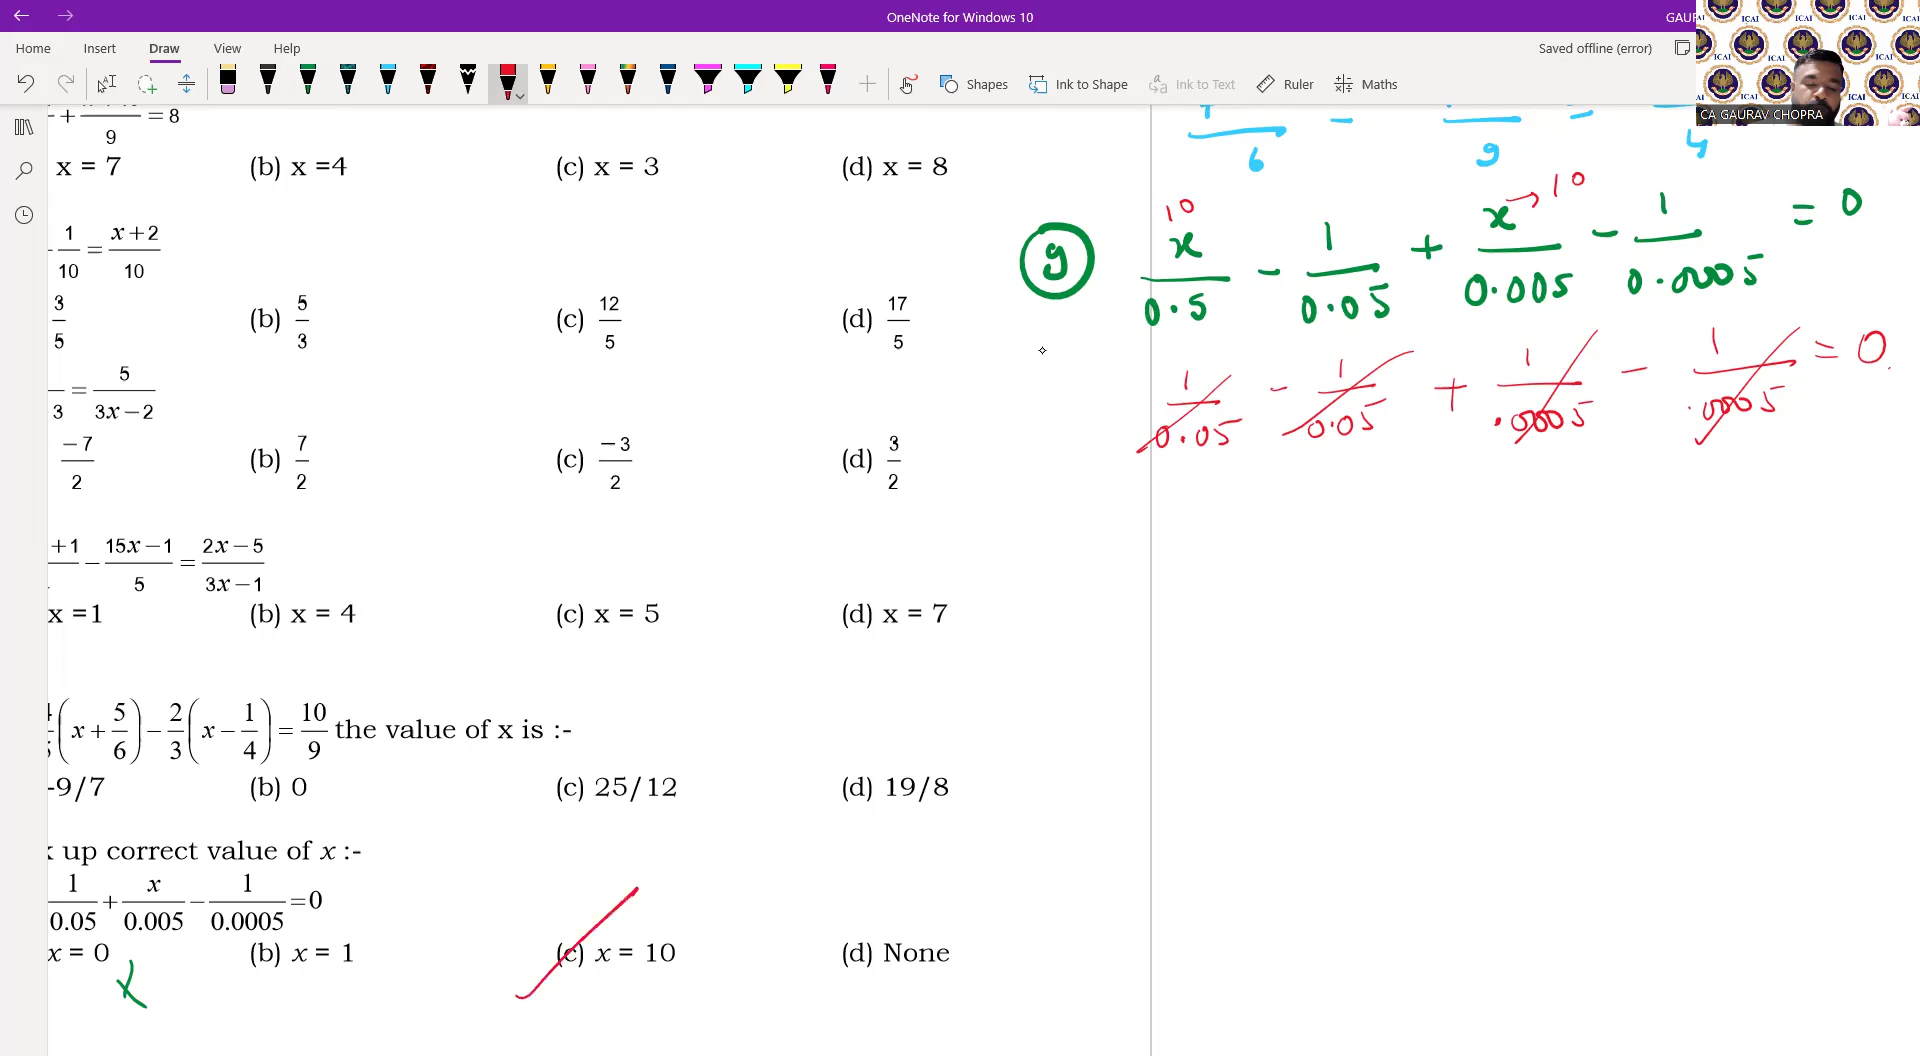 OneNote for Windows 10
Home Insert Draw View Help
Saved offline (error)
Shapes Ink to Shape Ink to Text Ruler Maths
ICAI ICAI ICAI
CA GAURAV CHOPRA
+ /9 = 8
x = 7 (b) x =4 (c) x = 3 (d) x = 8
- 1/10 = x+2/10
3/5 (b) 5/3 (c) 12/5 (d) 17/5
3 = 5/3x−2
−7/2 (b) 7/2 (c) −3/2 (d) 3/2
+1 − 15x−1/5 = 2x−5/3x−1
x =1 (b) x = 4 (c) x = 5 (d) x = 7
(x + 5/6) − 2/3 (x − 1/4) = 10/9 the value of x is :-
-9/7 (b) 0 (c) 25/12 (d) 19/8
up correct value of x :-
1/0.05 + x/0.005 − 1/0.0005 =0
x = 0 (b) x = 1 (c) x = 10 (d) None
6 - 9 = 4
10 10
9 x/0.5 - 1/0.05 + x/0.005 - 1/0.0005 = 0
1/0.05 - 1/0.05 + 1/.0005 - 1/.0005 = 0.